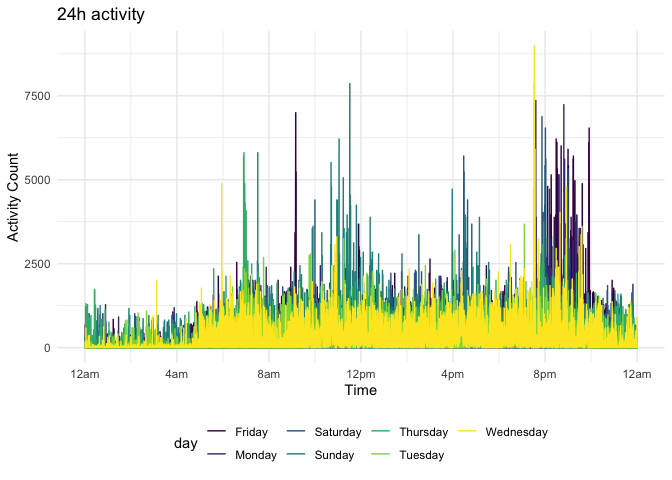 24h activity
Activity Count
7500
5000
2500
0
12am 4am 8am 12pm 4pm 8pm 12am
Time
day
Friday Saturday Thursday Wednesday
Monday Sunday Tuesday